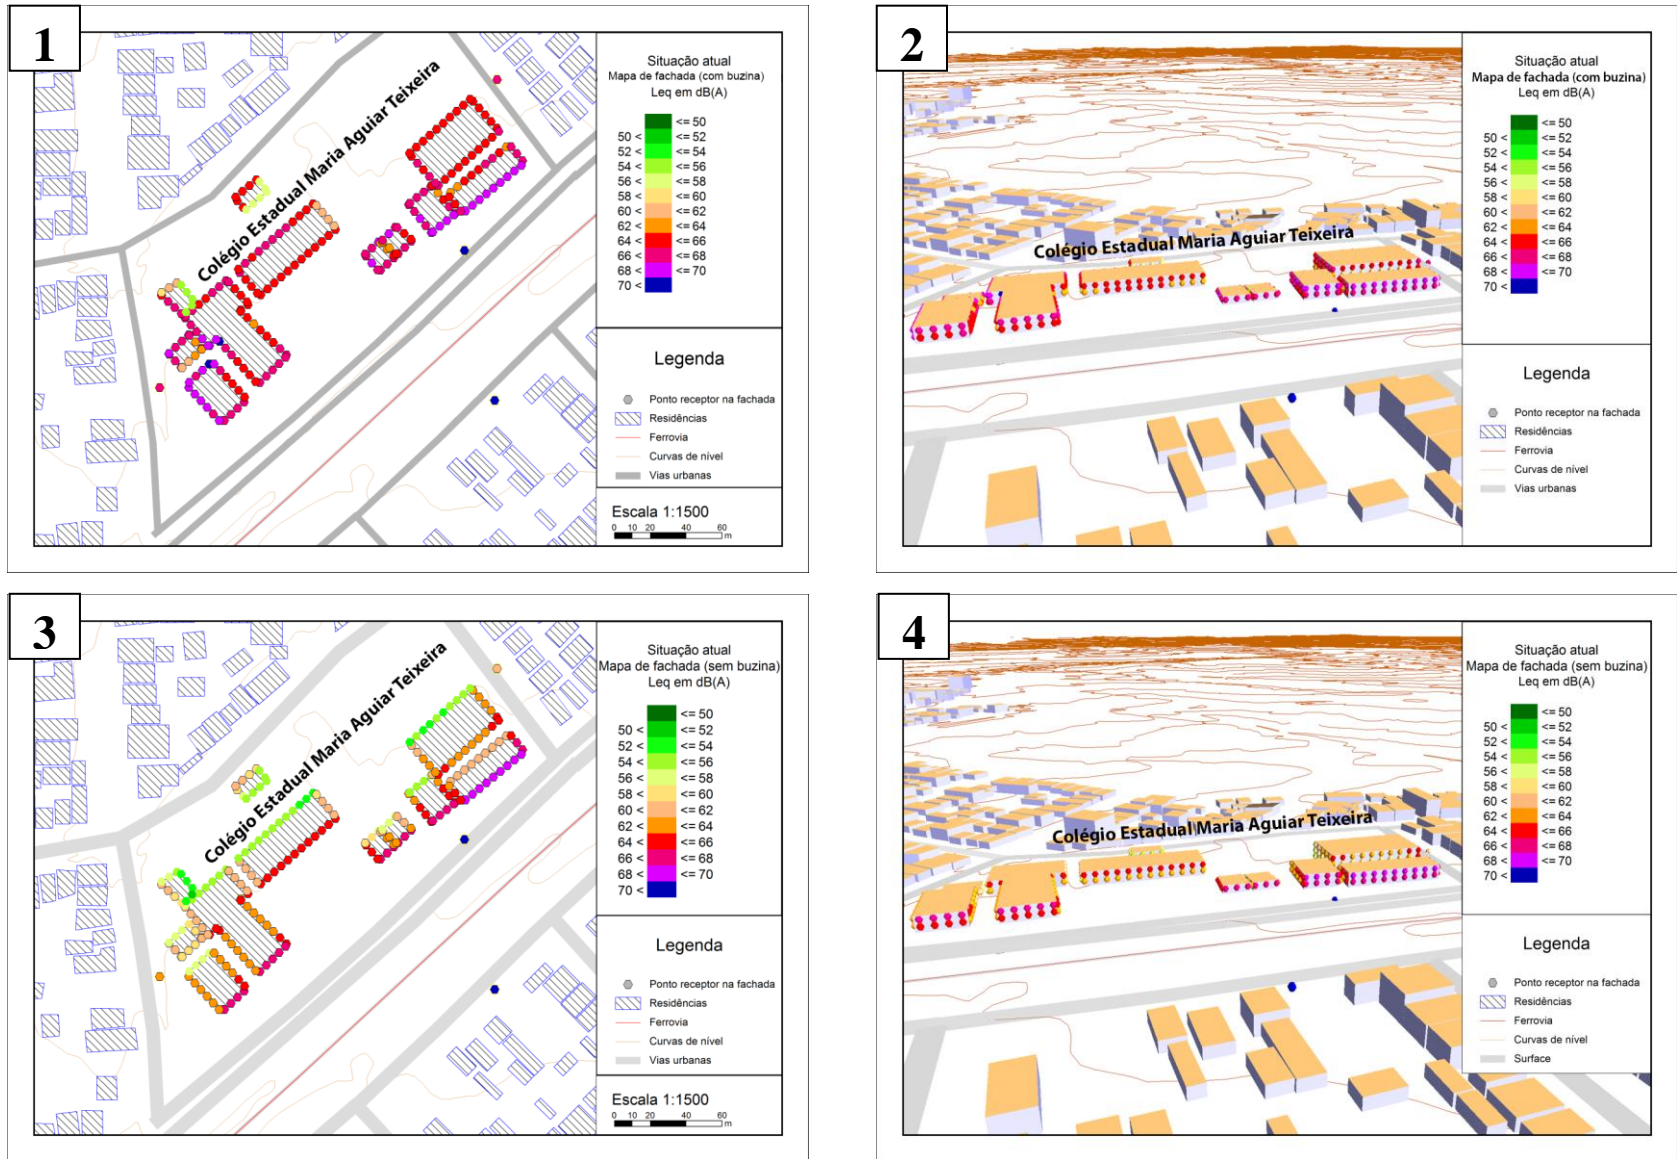 1
Colégio Estadual Maria Aguiar Teixeira
Situação atual
Mapa de fachada (com buzina)
Leq em dB(A)
<= 50
50 < <= 52
52 < <= 54
54 < <= 56
56 < <= 58
58 < <= 60
60 < <= 62
62 < <= 64
64 < <= 66
66 < <= 68
68 < <= 70
70 <
Legenda
Ponto receptor na fachada
Residências
Ferrovia
Curvas de nível
Vias urbanas
Escala 1:1500
0 10 20 40 60
m
2
Colégio Estadual Maria Aguiar Teixeira
Situação atual
Mapa de fachada (com buzina)
Leq em dB(A)
<= 50
50 < <= 52
52 < <= 54
54 < <= 56
56 < <= 58
58 < <= 60
60 < <= 62
62 < <= 64
64 < <= 66
66 < <= 68
68 < <= 70
70 <
Legenda
Ponto receptor na fachada
Residências
Ferrovia
Curvas de nível
Vias urbanas
3
Colégio Estadual Maria Aguiar Teixeira
Situação atual
Mapa de fachada (sem buzina)
Leq em dB(A)
<= 50
50 < <= 52
52 < <= 54
54 < <= 56
56 < <= 58
58 < <= 60
60 < <= 62
62 < <= 64
64 < <= 66
66 < <= 68
68 < <= 70
70 <
Legenda
Ponto receptor na fachada
Residências
Ferrovia
Curvas de nível
Vias urbanas
Escala 1:1500
0 10 20 40 60
m
4
Colégio Estadual Maria Aguiar Teixeira
Situação atual
Mapa de fachada (sem buzina)
Leq em dB(A)
<= 50
50 < <= 52
52 < <= 54
54 < <= 56
56 < <= 58
58 < <= 60
60 < <= 62
62 < <= 64
64 < <= 66
66 < <= 68
68 < <= 70
70 <
Legenda
Ponto receptor na fachada
Residências
Ferrovia
Curvas de nível
Surface